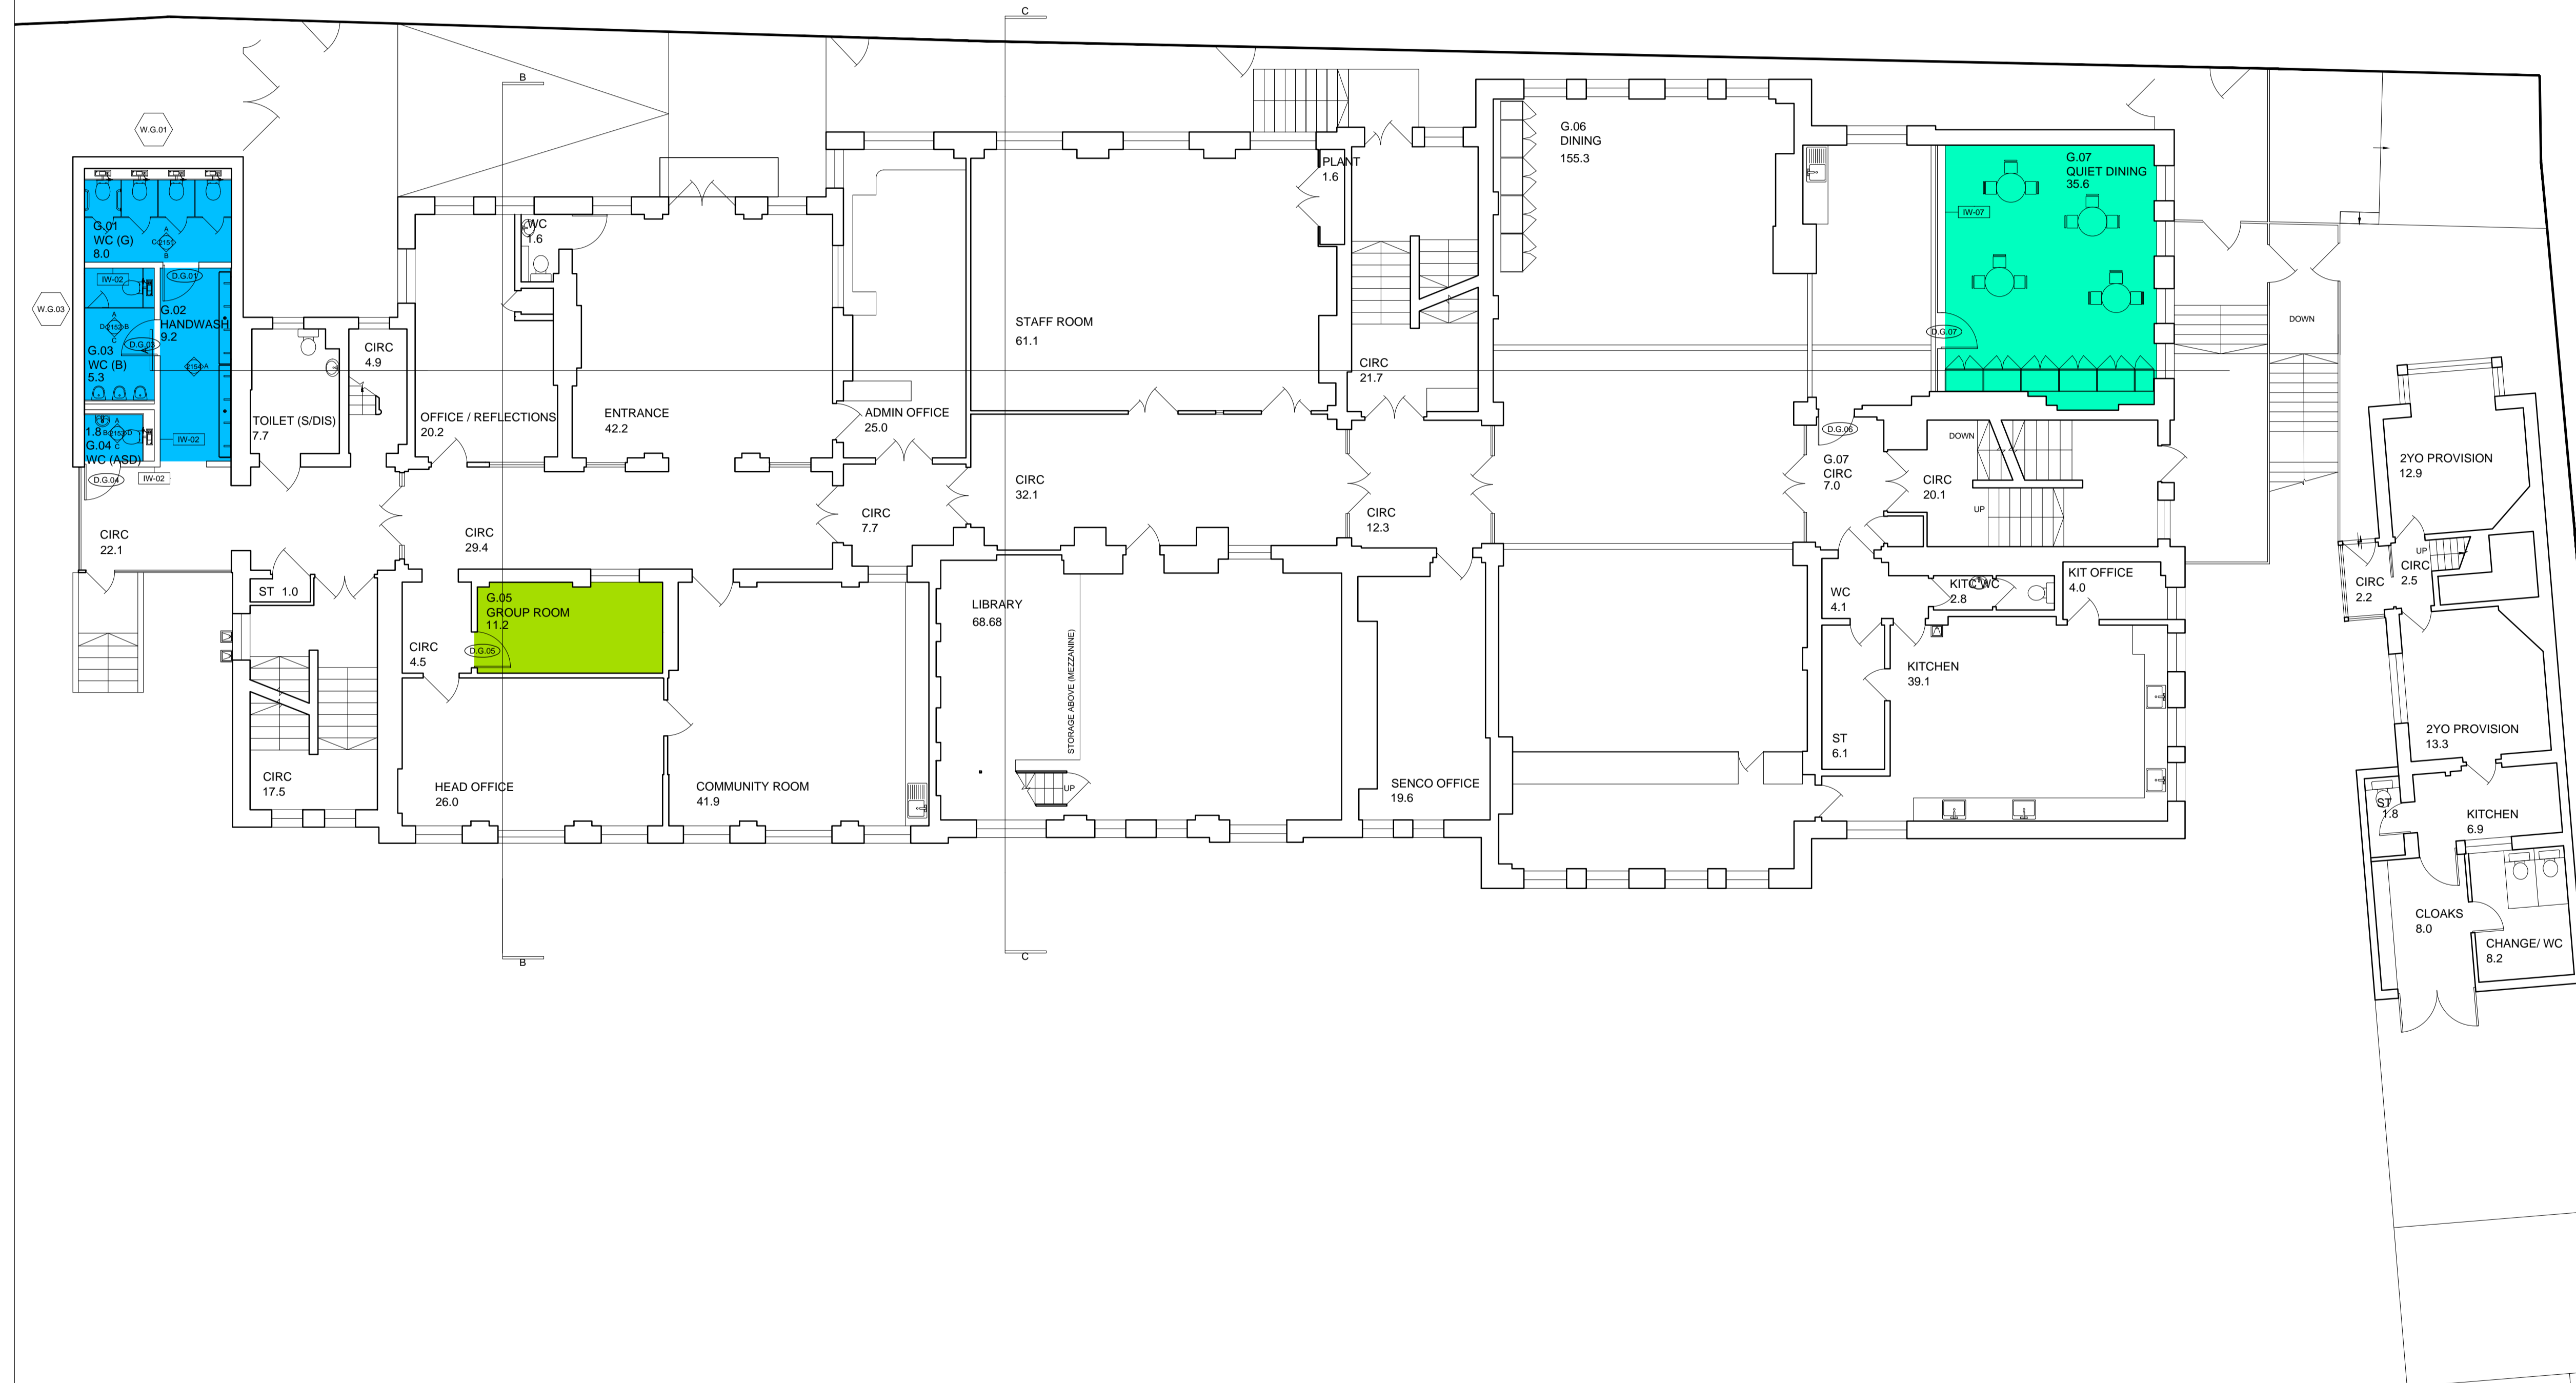 C
B
W.G.01
G.06
DINING
155.3
PLANT
1.6
G.07
QUIET DINING
35.6
IW-07
G.01
WC (G)
8.0
A
B
WC
1.6
D.G.01
IW-02
W.G.03
G.02
HANDWASH
9.2
A
C
D.G.03
G.03
WC (B)
5.3
STAFF ROOM
61.1
DOWN
D.G.07
CIRC
4.9
CIRC
21.7
TOILET (S/DIS)
7.7
OFFICE / REFLECTIONS
20.2
ENTRANCE
42.2
ADMIN OFFICE
25.0
A
C
1.8
G.04
WC (ASD)
IW-02
D.G.04
IW-02
D.G.06
DOWN
G.07
CIRC
7.0
CIRC
20.1
UP
2YO PROVISION
12.9
CIRC
32.1
CIRC
7.7
CIRC
12.3
CIRC
22.1
CIRC
29.4
UP
CIRC
2.5
CIRC
2.2
ST 1.0
G.05
GROUP ROOM
11.2
D.G.05
CIRC
4.5
LIBRARY
68.68
STORAGE ABOVE (MEZZANINE)
WC
4.1
KITC WC
2.8
KIT OFFICE
4.0
KITCHEN
39.1
ST
6.1
2YO PROVISION
13.3
CIRC
17.5
HEAD OFFICE
26.0
COMMUNITY ROOM
41.9
UP
SENCO OFFICE
19.6
ST
1.8
KITCHEN
6.9
CLOAKS
8.0
CHANGE/ WC
8.2
B
C